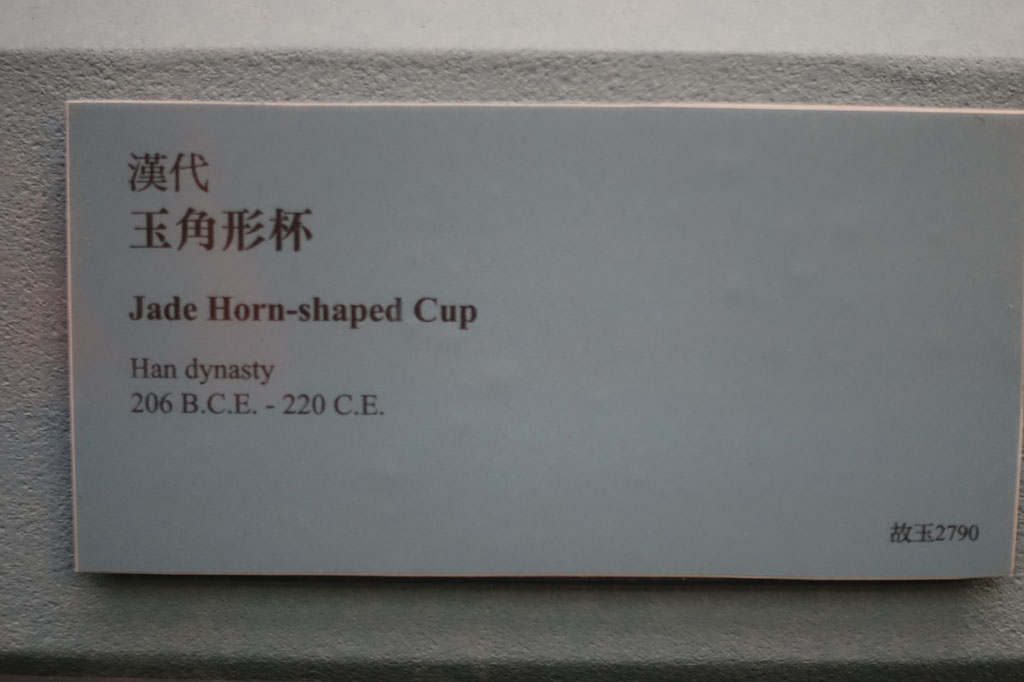 漢代
玉角形杯
Jade Horn-shaped Cup
Han dynasty
206 B.C.E. - 220 C.E.
故玉2790